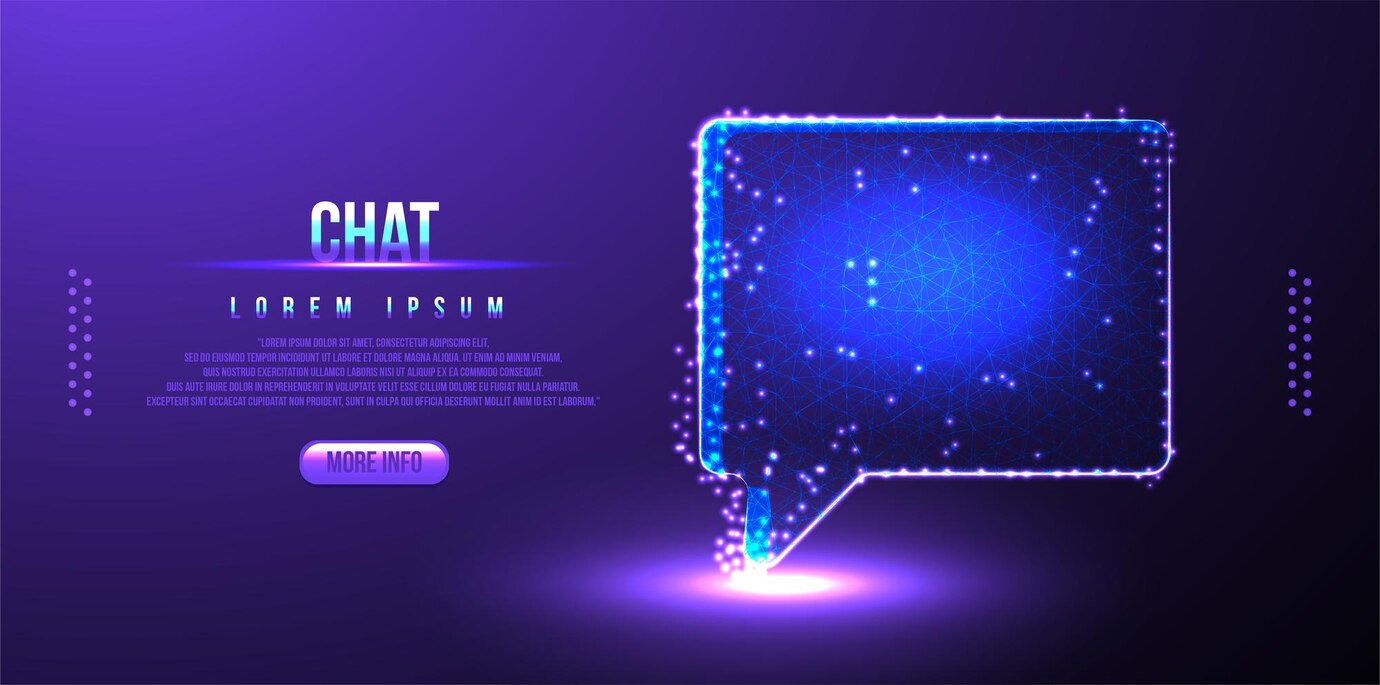 CHAT
LOREM IPSUM
"LOREM IPSUM DOLOR SIT AMET, CONSECTETUR ADIPISCING ELIT,
SED DO EIUSMOD TEMPOR INCIDIDUNT UT LABORE ET DOLORE MAGNA ALIQUA. UT ENIM AD MINIM VENIAM,
QUIS NOSTRUD EXERCITATION ULLAMCO LABORIS NISI UT ALIQUIP EX EA COMMODO CONSEQUAT.
DUIS AUTE IRURE DOLOR IN REPREHENDERIT IN VOLUPTATE VELIT ESSE CILLUM DOLORE EU FUGIAT NULLA PARIATUR.
EXCEPTEUR SINT OCCAECAT CUPIDATAT NON PROIDENT, SUNT IN CULPA QUI OFFICIA DESERUNT MOLLIT ANIM ID EST LABORUM."
MORE INFO